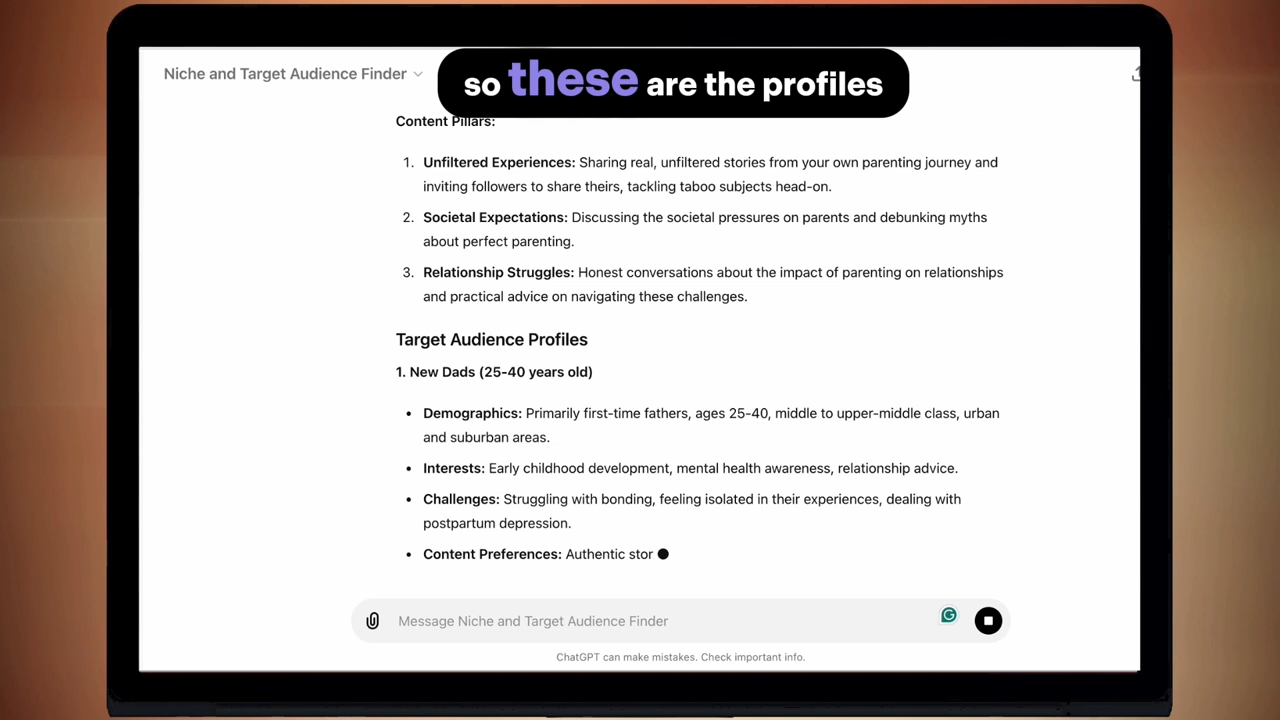 Niche and Target Audience Finder
so these are the profiles
Content Pillars:
1. Unfiltered Experiences: Sharing real, unfiltered stories from your own parenting journey and
inviting followers to share theirs, tackling taboo subjects head-on.
2. Societal Expectations: Discussing the societal pressures on parents and debunking myths
about perfect parenting.
3. Relationship Struggles: Honest conversations about the impact of parenting on relationships
and practical advice on navigating these challenges.
Target Audience Profiles
1. New Dads (25-40 years old)
• Demographics: Primarily first-time fathers, ages 25-40, middle to upper-middle class, urban
and suburban areas.
• Interests: Early childhood development, mental health awareness, relationship advice.
• Challenges: Struggling with bonding, feeling isolated in their experiences, dealing with
postpartum depression.
• Content Preferences: Authentic stor
Message Niche and Target Audience Finder
ChatGPT can make mistakes. Check important info.